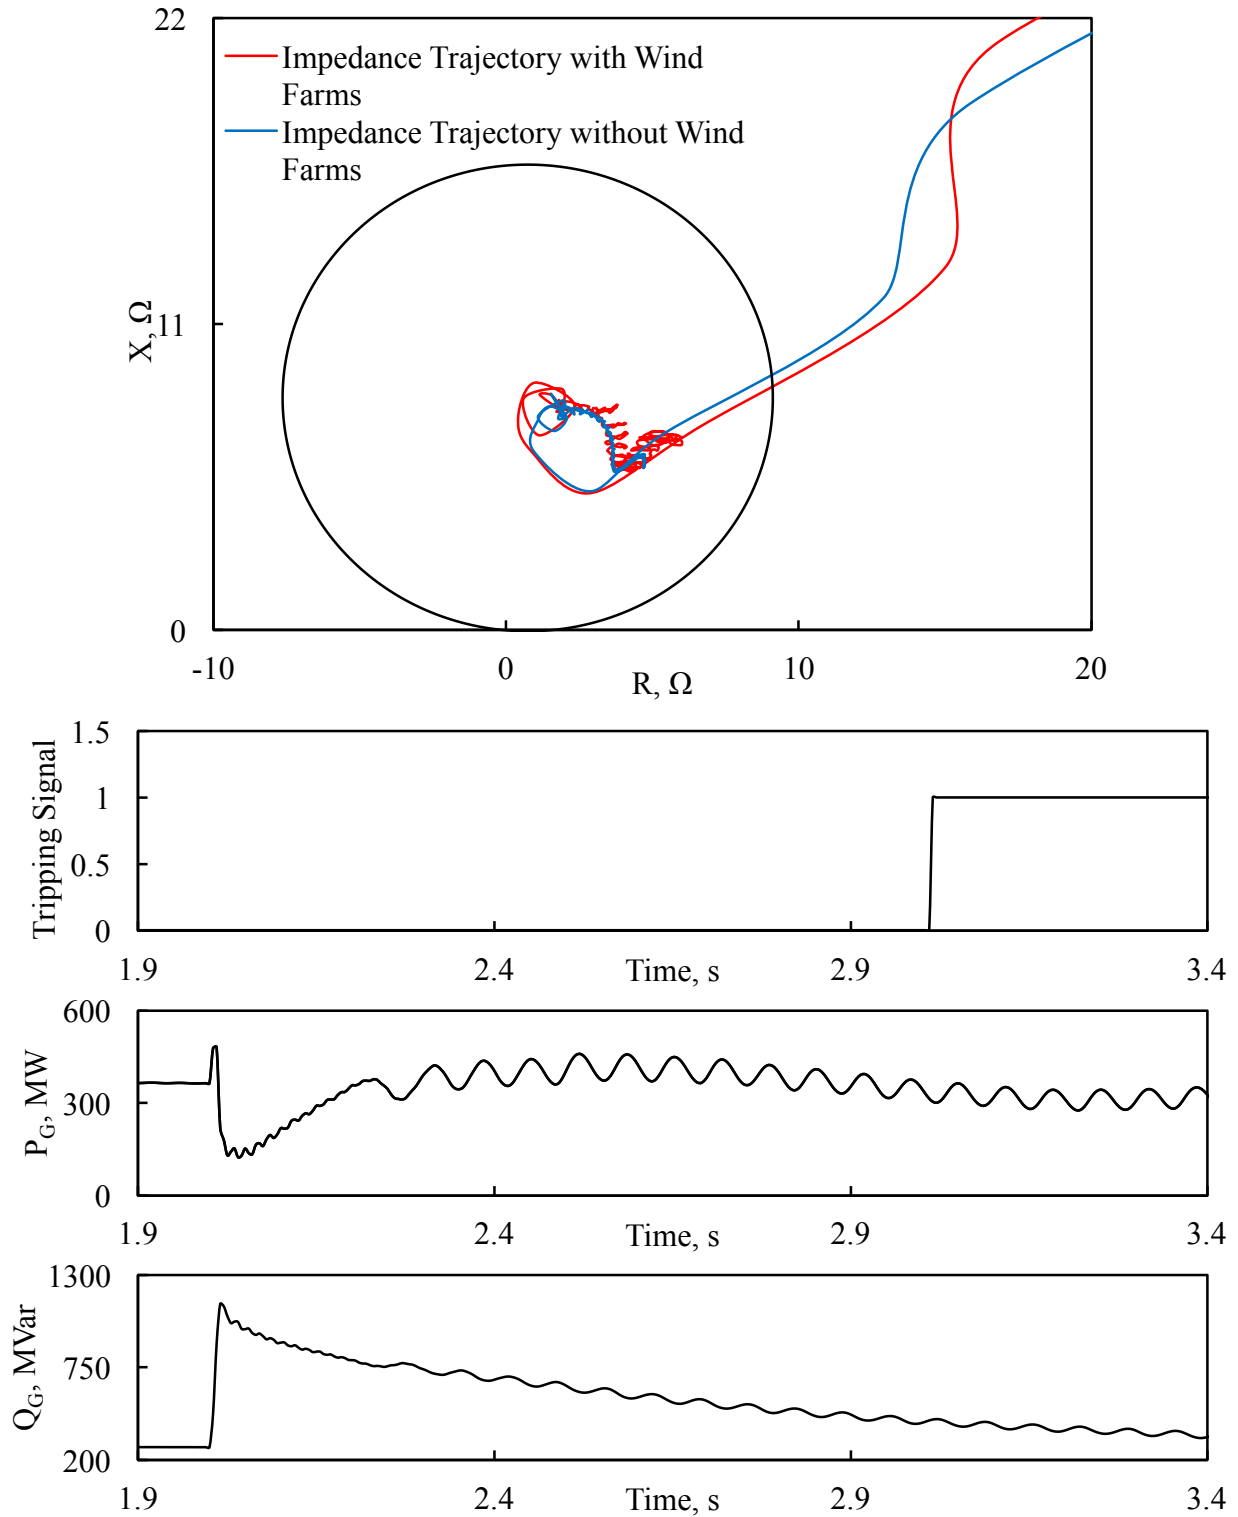 22
Impedance Trajectory with Wind
Farms
Impedance Trajectory without Wind
Farms
X, Ω
11
0
-10 0 10 20
R, Ω
Tripping Signal
1.5
1
0.5
0
1.9 2.4 Time, s 2.9 3.4
P_G, MW
600
300
0
1.9 2.4 Time, s 2.9 3.4
Q_G, MVar
1300
750
200
1.9 2.4 Time, s 2.9 3.4